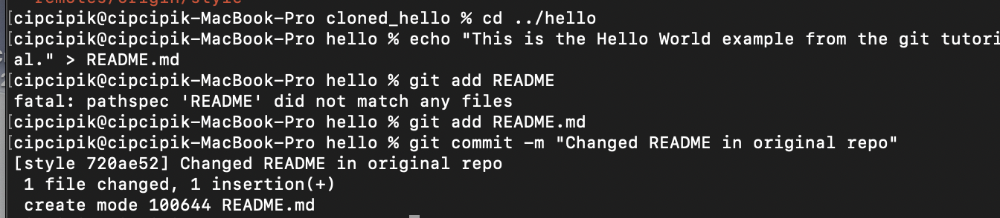 remotes/origin/style
[cipcipik@cipcipik-MacBook-Pro cloned_hello % cd ../hello
[cipcipik@cipcipik-MacBook-Pro hello % echo "This is the Hello World example from the git tutori
al." > README.md
[cipcipik@cipcipik-MacBook-Pro hello % git add README
fatal: pathspec 'README' did not match any files
[cipcipik@cipcipik-MacBook-Pro hello % git add README.md
[cipcipik@cipcipik-MacBook-Pro hello % git commit -m "Changed README in original repo"
[style 720ae52] Changed README in original repo
1 file changed, 1 insertion(+)
create mode 100644 README.md